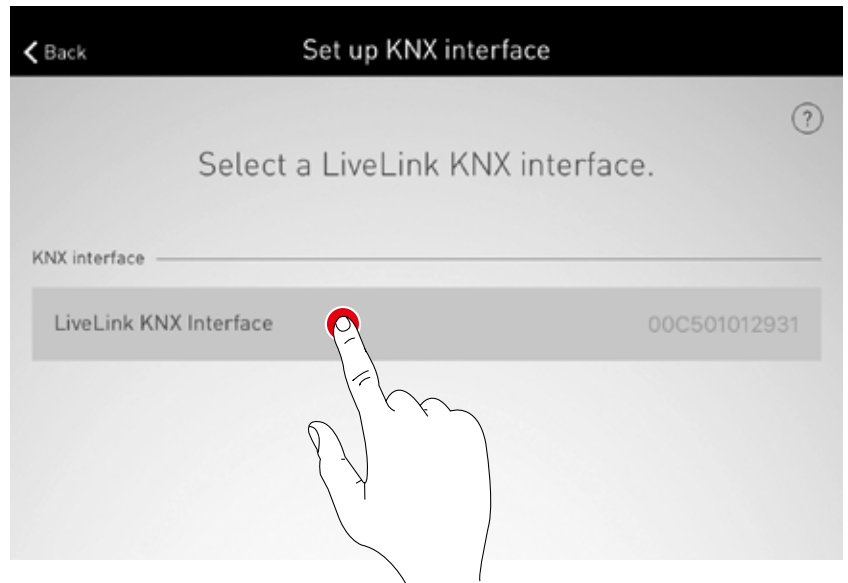 Back
Set up KNX interface
?
Select a LiveLink KNX interface.
KNX interface
LiveLink KNX Interface
00C501012931